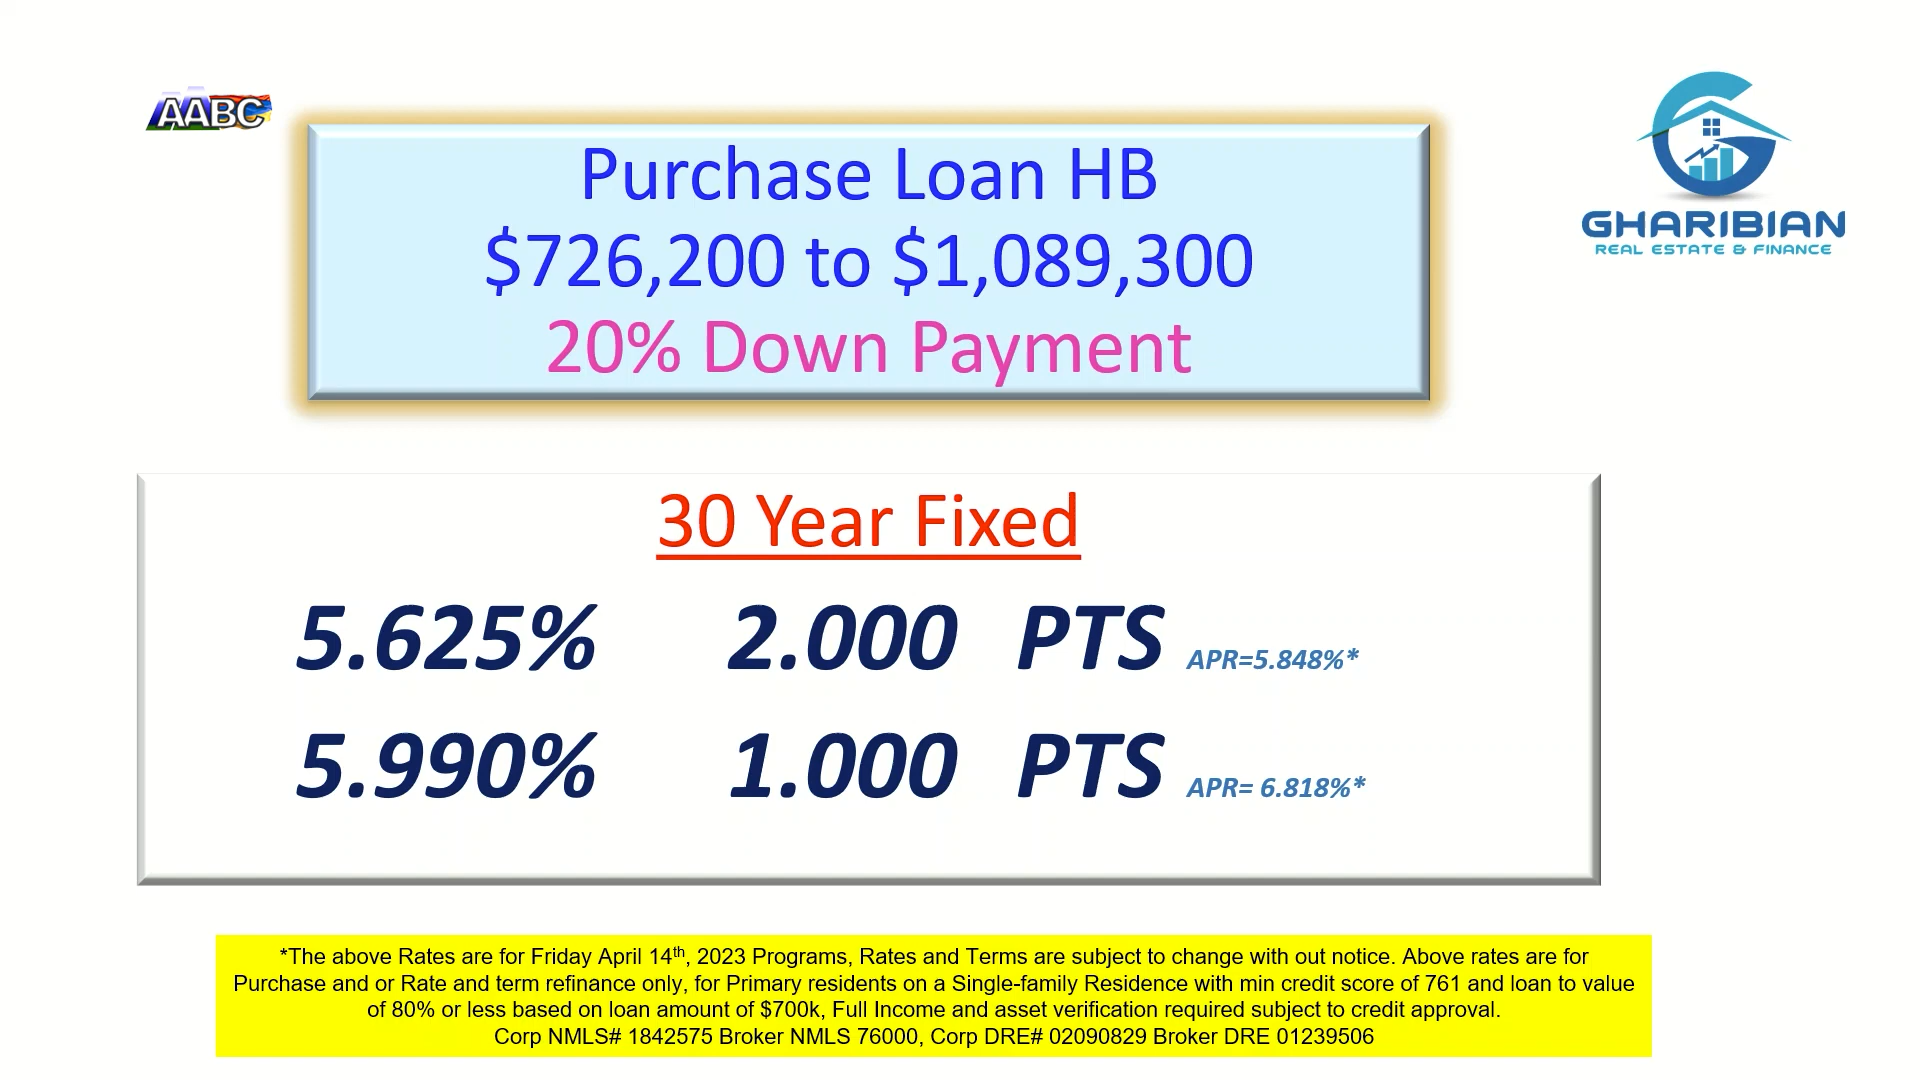 AABC
Purchase Loan HB
$726,200 to $1,089,300
20% Down Payment
GHARIBIAN
REAL ESTATE & FINANCE
30 Year Fixed
5.625% 2.000 PTS APR=5.848%*
5.990% 1.000 PTS APR= 6.818%*
*The above Rates are for Friday April 14th, 2023 Programs, Rates and Terms are subject to change with out notice. Above rates are for
Purchase and or Rate and term refinance only, for Primary residents on a Single-family Residence with min credit score of 761 and loan to value
of 80% or less based on loan amount of $700k, Full Income and asset verification required subject to credit approval.
Corp NMLS# 1842575 Broker NMLS 76000, Corp DRE# 02090829 Broker DRE 01239506